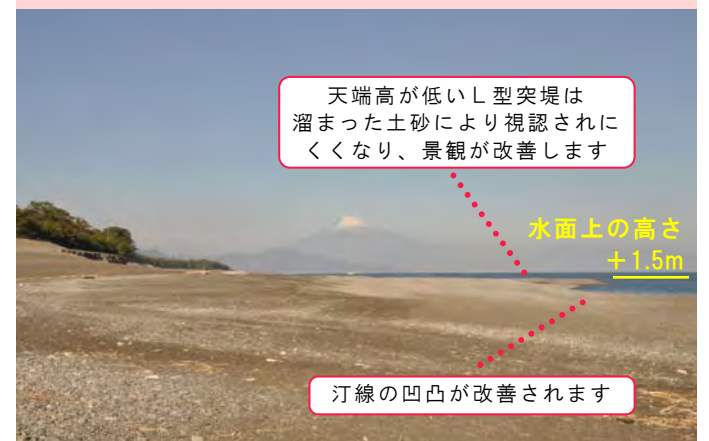 天端高が低いＬ型突堤は
溜まった土砂により視認されに
くくなり、景観が改善します
水面上の高さ
＋1.5m
汀線の凹凸が改善されます